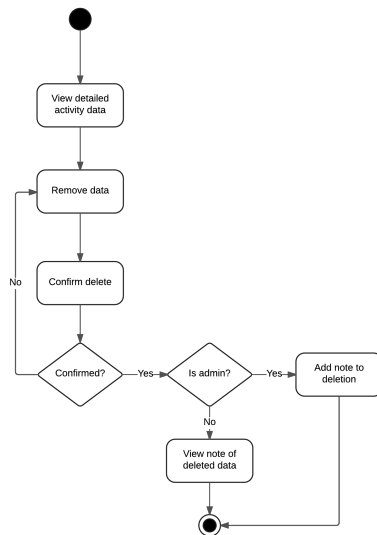 View detailed
activity data
Remove data
Confirm delete
No
Confirmed?
Yes
Is admin?
Yes
Add note to
deletion
No
View note of
deleted data